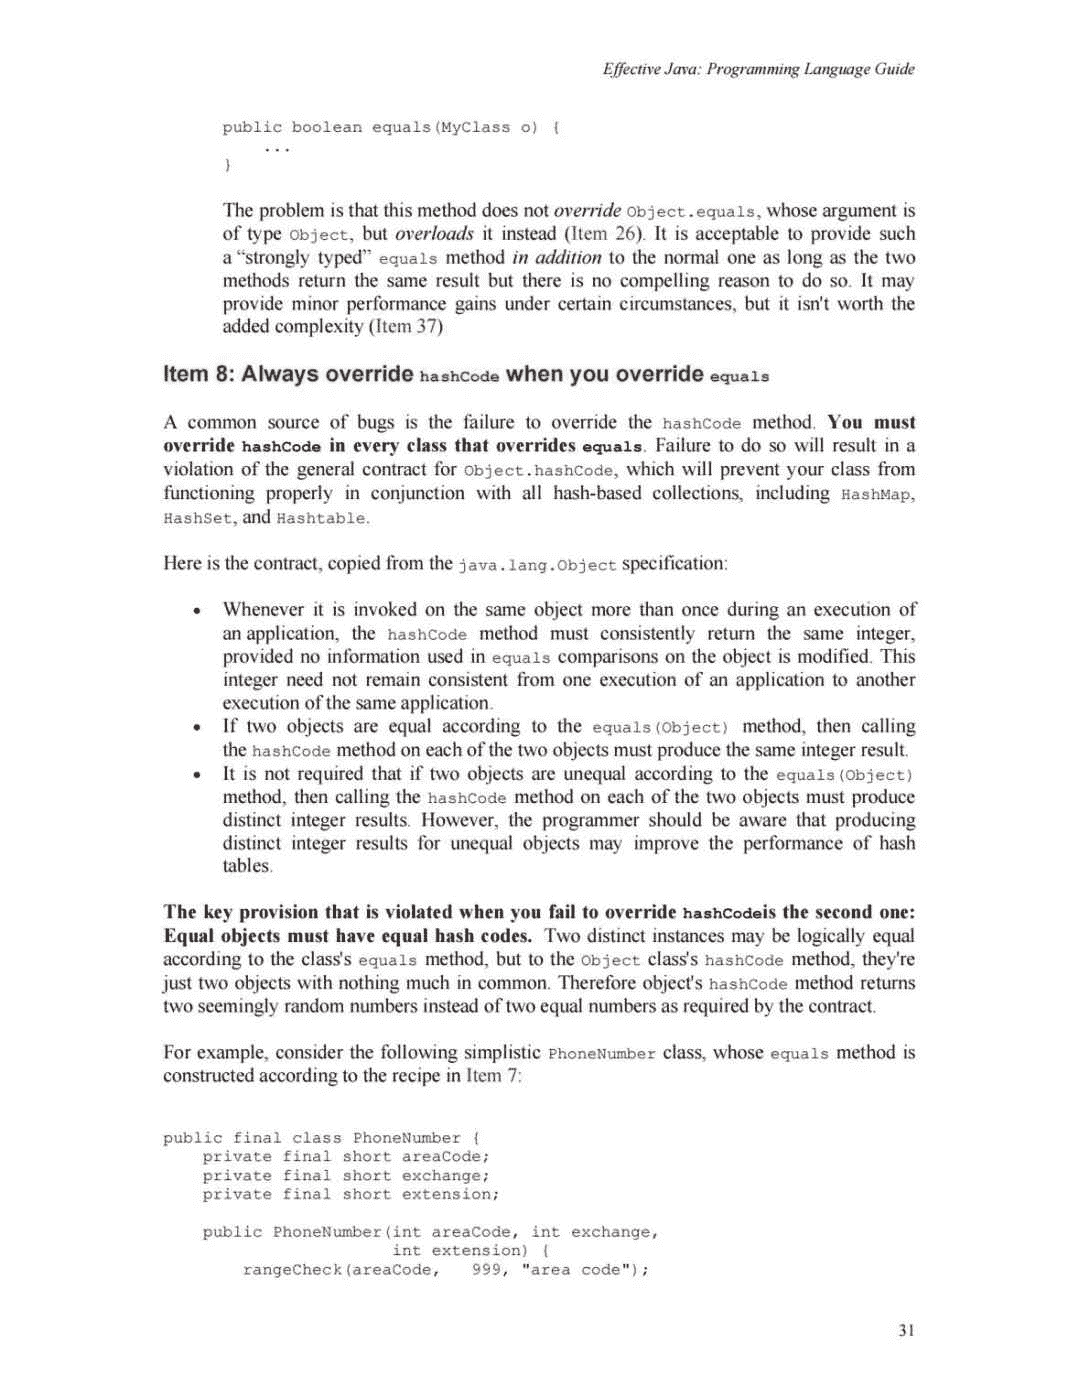 Effective Java: Programming Language Guide
public boolean equals(MyClass o) {
...
}
The problem is that this method does not override Object.equals, whose argument is
of type Object, but overloads it instead (Item 26). It is acceptable to provide such
a “strongly typed” equals method in addition to the normal one as long as the two
methods return the same result but there is no compelling reason to do so. It may
provide minor performance gains under certain circumstances, but it isn't worth the
added complexity (Item 37)
Item 8: Always override hashCode when you override equals
A common source of bugs is the failure to override the hashCode method. You must
override hashCode in every class that overrides equals. Failure to do so will result in a
violation of the general contract for Object.hashCode, which will prevent your class from
functioning properly in conjunction with all hash-based collections, including HashMap,
HashSet, and Hashtable.
Here is the contract, copied from the java.lang.Object specification:
• Whenever it is invoked on the same object more than once during an execution of
an application, the hashCode method must consistently return the same integer,
provided no information used in equals comparisons on the object is modified. This
integer need not remain consistent from one execution of an application to another
execution of the same application.
• If two objects are equal according to the equals(Object) method, then calling
the hashCode method on each of the two objects must produce the same integer result.
• It is not required that if two objects are unequal according to the equals(Object)
method, then calling the hashCode method on each of the two objects must produce
distinct integer results. However, the programmer should be aware that producing
distinct integer results for unequal objects may improve the performance of hash
tables.
The key provision that is violated when you fail to override hashCodeis the second one:
Equal objects must have equal hash codes. Two distinct instances may be logically equal
according to the class's equals method, but to the Object class's hashCode method, they're
just two objects with nothing much in common. Therefore object's hashCode method returns
two seemingly random numbers instead of two equal numbers as required by the contract.
For example, consider the following simplistic PhoneNumber class, whose equals method is
constructed according to the recipe in Item 7:
public final class PhoneNumber {
private final short areaCode;
private final short exchange;
private final short extension;
public PhoneNumber(int areaCode, int exchange,
int extension) {
rangeCheck(areaCode, 999, "area code");
31